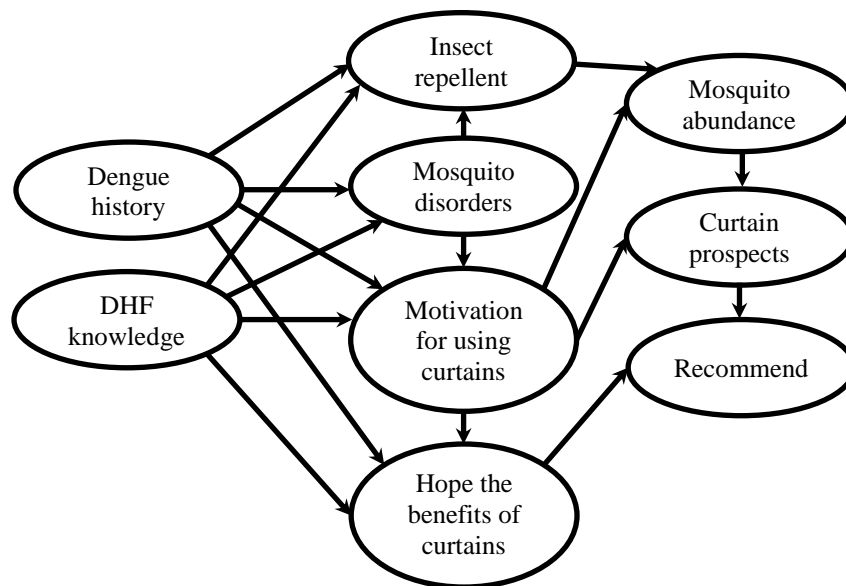 Insect
repellent
Mosquito
abundance
Dengue
history
Mosquito
disorders
Curtain
prospects
DHF
knowledge
Motivation
for using
curtains
Recommend
Hope the
benefits of
curtains